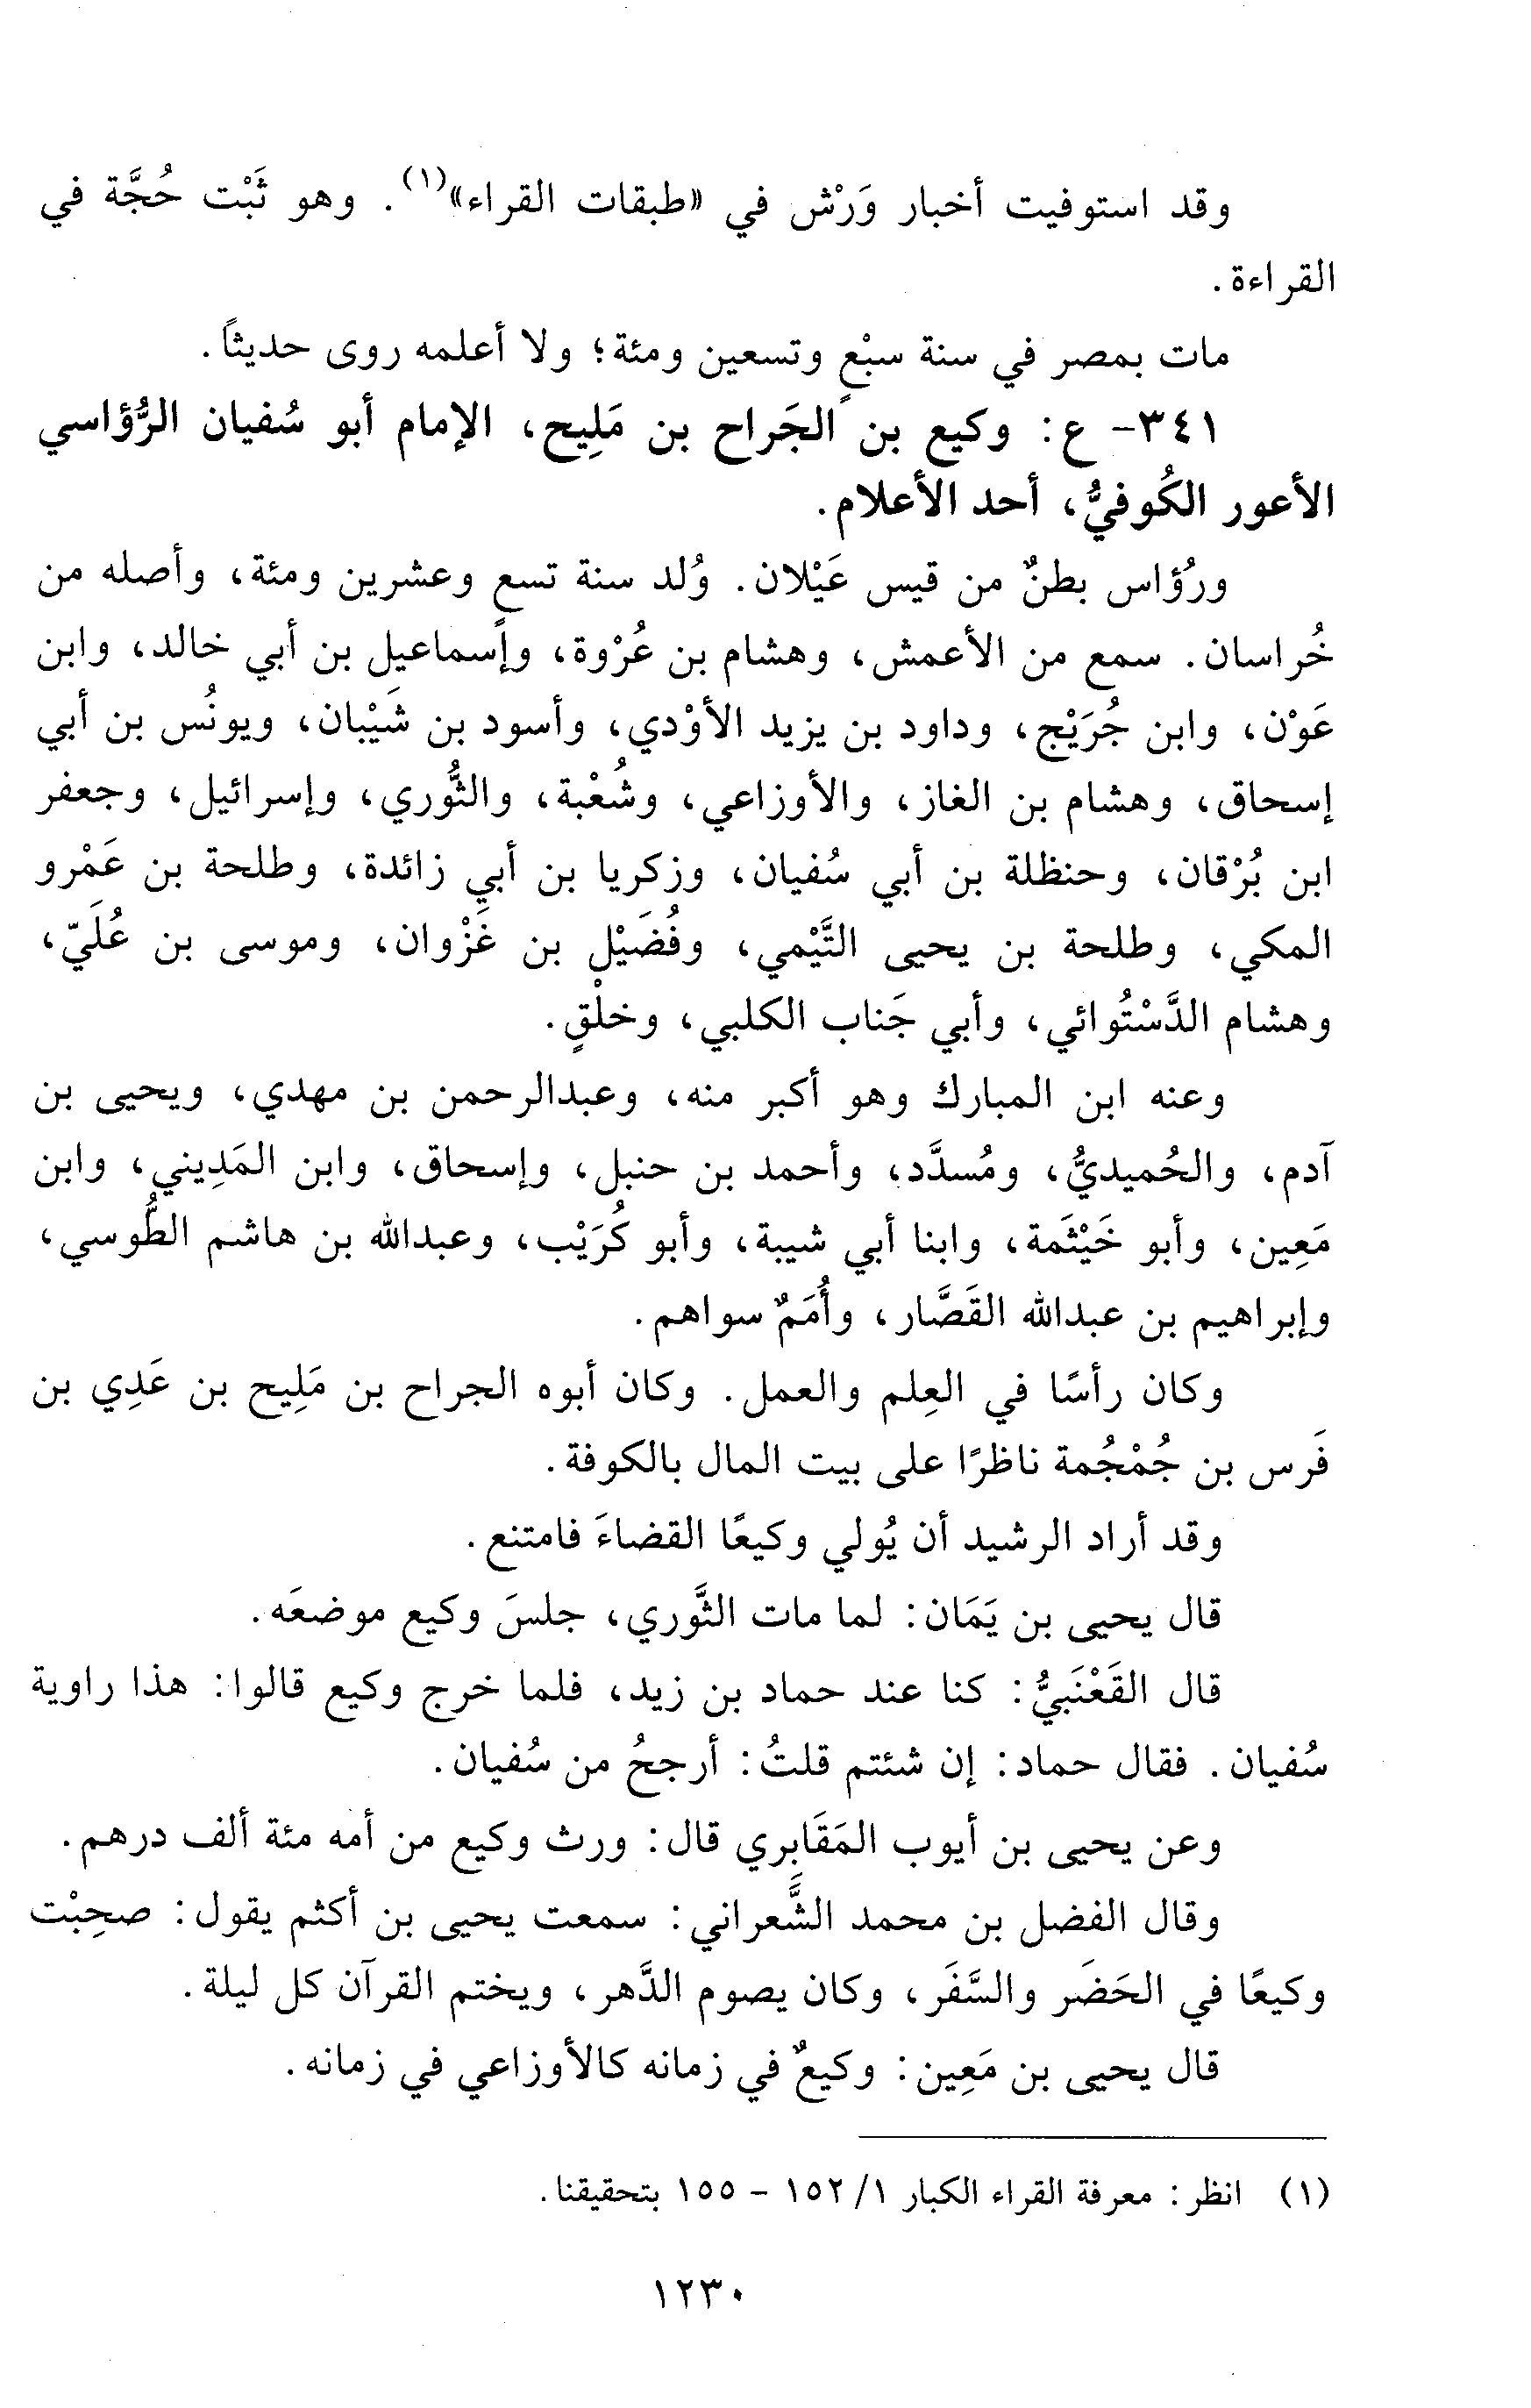 وقد استوفيت أخبار وَرْش في «طبقات القراء»(١). وهو ثَبْت حُجَّة في
القراءة.
مات بمصر في سنة سبْعٍ وتسعين ومئة؛ ولا أعلمه روى حديثاً.
٣٤١- ع: وكيع بن الجَراح بن مَلِيح، الإمام أبو سُفيان الرُّؤاسي
الأعور الكُوفيُّ، أحد الأعلام.
ورُؤاس بطنٌ من قيس عَيْلان. وُلد سنة تسعٍ وعشرين ومئة، وأصله من
خُراسان. سمع من الأعمش، وهشام بن عُرْوة، وإسماعيل بن أبي خالد، وابن
عَوْن، وابن جُرَيْج، وداود بن يزيد الأوْدي، وأسود بن شَيْبان، ويونُس بن أبي
إسحاق، وهشام بن الغاز، والأوزاعي، وشُعْبة، والثُّوري، وإسرائيل، وجعفر
ابن بُرْقان، وحنظلة بن أبي سُفيان، وزكريا بن أبي زائدة، وطلحة بن عَمْرو
المكي، وطلحة بن يحيى التَّيْمي، وفُضَيْل بن غَزْوان، وموسى بن عُلَيّ،
وهشام الدَّسْتُوائي، وأبي جَناب الكلبي، وخلْقٍ.
وعنه ابن المبارك وهو أكبر منه، وعبدالرحمن بن مهدي، ويحيى بن
آدم، والحُميديُّ، ومُسدَّد، وأحمد بن حنبل، وإسحاق، وابن المَدِيني، وابن
مَعِين، وأبو خَيْثَمة، وابنا أبي شيبة، وأبو كُرَيْب، وعبدالله بن هاشم الطُّوسي،
وإبراهيم بن عبدالله القَصَّار، وأُمَمٌ سواهم.
وكان رأسًا في العِلم والعمل. وكان أبوه الجراح بن مَلِيح بن عَدِي بن
فَرس بن جُمْجُمة ناظرًا على بيت المال بالكوفة.
وقد أراد الرشيد أن يُولي وكيعًا القضاءَ فامتنع.
قال يحيى بن يَمَان: لما مات الثَّوري، جلسَ وكيع موضعَه.
قال القَعْنَبيُّ: كنا عند حماد بن زيد، فلما خرج وكيع قالوا: هذا راوية
سُفيان. فقال حماد: إن شئتم قلتُ: أرجحُ من سُفيان.
وعن يحيى بن أيوب المَقَابري قال: ورث وكيع من أمه مئة ألف درهم.
وقال الفضل بن محمد الشَّعراني: سمعت يحيى بن أكثم يقول: صحِبْت
وكيعًا في الحَضَر والسَّفَر، وكان يصوم الدَّهر، ويختم القرآن كل ليلة.
قال يحيى بن مَعِين: وكيعٌ في زمانه كالأوزاعي في زمانه.
(١) انظر: معرفة القراء الكبار ١/ ١٥٢ - ١٥٥ بتحقيقنا.
١٢٣٠